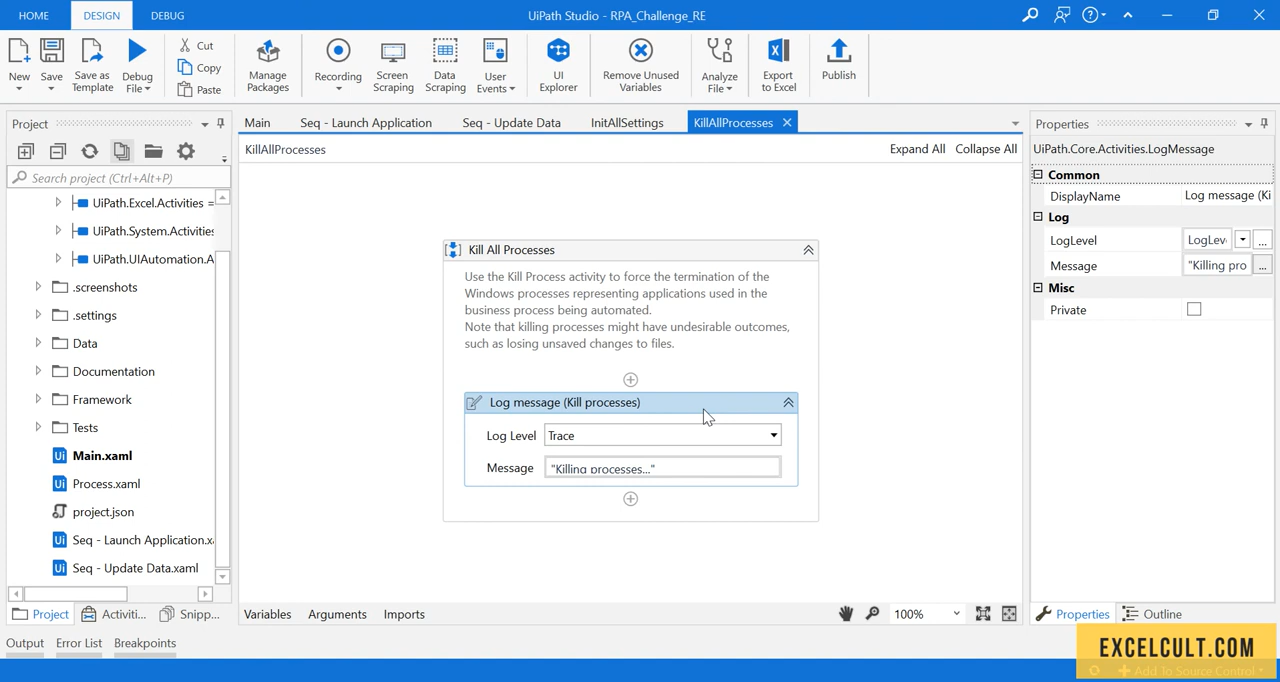 HOME
DESIGN
DEBUG
UiPath Studio - RPA_Challenge_RE
New
Save
Save as
Template
Debug
File
Cut
Copy
Paste
Manage
Packages
Recording
Screen
Scraping
Data
Scraping
User
Events
UI
Explorer
Remove Unused
Variables
Analyze
File
Export
to Excel
Publish
Project
Main
Seq - Launch Application
Seq - Update Data
InitAllSettings
KillAllProcesses
Properties
KillAllProcesses
Expand All
Collapse All
Search project (Ctrl+Alt+P)
UiPath.Excel.Activities =
UiPath.System.Activities
UiPath.UIAutomation.A
.screenshots
.settings
Data
Documentation
Framework
Tests
Main.xaml
Process.xaml
project.json
Seq - Launch Application.xa
Seq - Update Data.xaml
Kill All Processes
Use the Kill Process activity to force the termination of the
Windows processes representing applications used in the
business process being automated.
Note that killing processes might have undesirable outcomes,
such as losing unsaved changes to files.
Log message (Kill processes)
Log Level
Trace
Message
"Killing processes..."
UiPath.Core.Activities.LogMessage
Common
DisplayName
Log message (Ki
Log
LogLevel
LogLev
...
Message
"Killing pro
...
Misc
Private
Project
Activiti...
Snipp...
Variables
Arguments
Imports
100%
Properties
Outline
Output
Error List
Breakpoints
EXCELCULT.COM
Add To Source Control